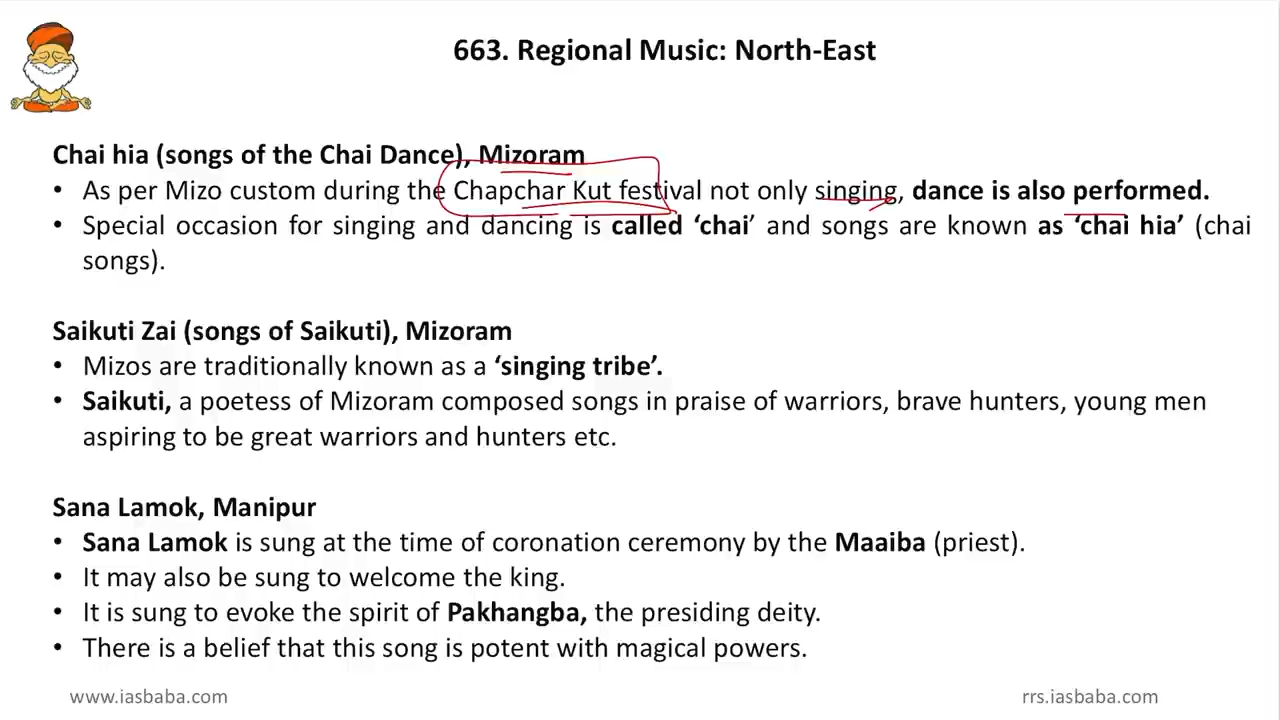 663. Regional Music: North-East
Chai hia (songs of the Chai Dance), Mizoram
• As per Mizo custom during the Chapchar Kut festival not only singing, dance is also performed.
• Special occasion for singing and dancing is called ‘chai’ and songs are known as ‘chai hia’ (chai
songs).
Saikuti Zai (songs of Saikuti), Mizoram
• Mizos are traditionally known as a ‘singing tribe’.
• Saikuti, a poetess of Mizoram composed songs in praise of warriors, brave hunters, young men
aspiring to be great warriors and hunters etc.
Sana Lamok, Manipur
• Sana Lamok is sung at the time of coronation ceremony by the Maaiba (priest).
• It may also be sung to welcome the king.
• It is sung to evoke the spirit of Pakhangba, the presiding deity.
• There is a belief that this song is potent with magical powers.
www.iasbaba.com
rrs.iasbaba.com